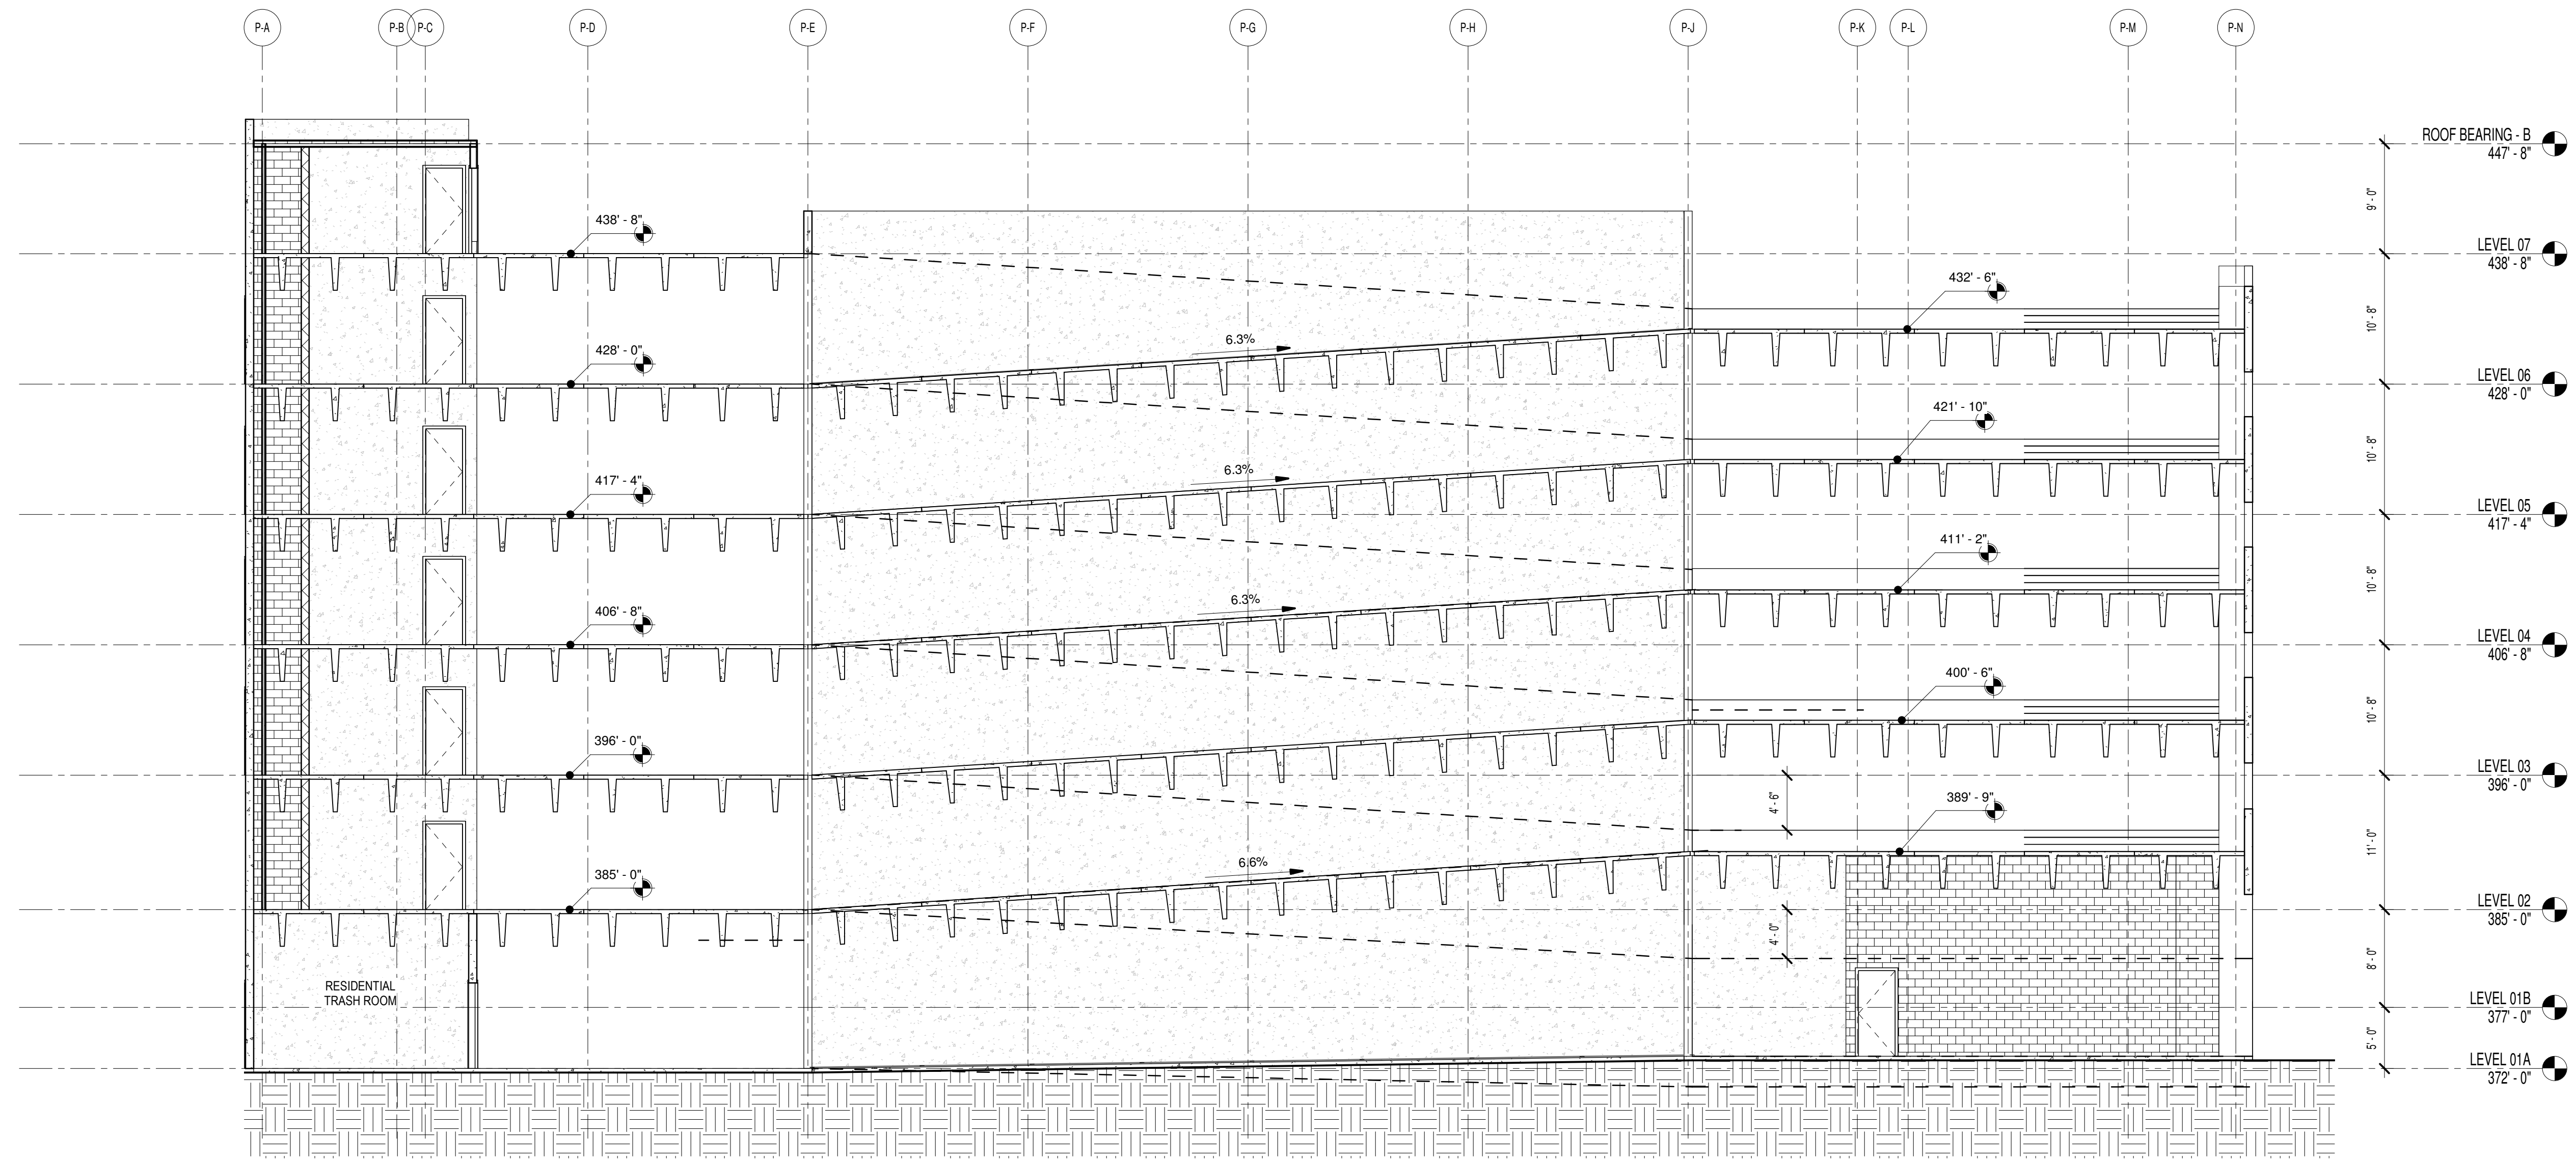 P-A
P-B
P-C
P-D
P-E
P-F
P-G
P-H
P-J
P-K
P-L
P-M
P-N
ROOF BEARING - B
447' - 8"
9' - 0"
438' - 8"
LEVEL 07
438' - 8"
432' - 6"
10' - 8"
6.3%
428' - 0"
LEVEL 06
428' - 0"
421' - 10"
10' - 8"
6.3%
417' - 4"
LEVEL 05
417' - 4"
411' - 2"
10' - 8"
6.3%
406' - 8"
LEVEL 04
406' - 8"
400' - 6"
10' - 8"
396' - 0"
LEVEL 03
396' - 0"
4' - 6"
389' - 9"
11' - 0"
6.6%
385' - 0"
LEVEL 02
385' - 0"
4' - 0"
8' - 0"
RESIDENTIAL
TRASH ROOM
LEVEL 01B
377' - 0"
5' - 0"
LEVEL 01A
372' - 0"